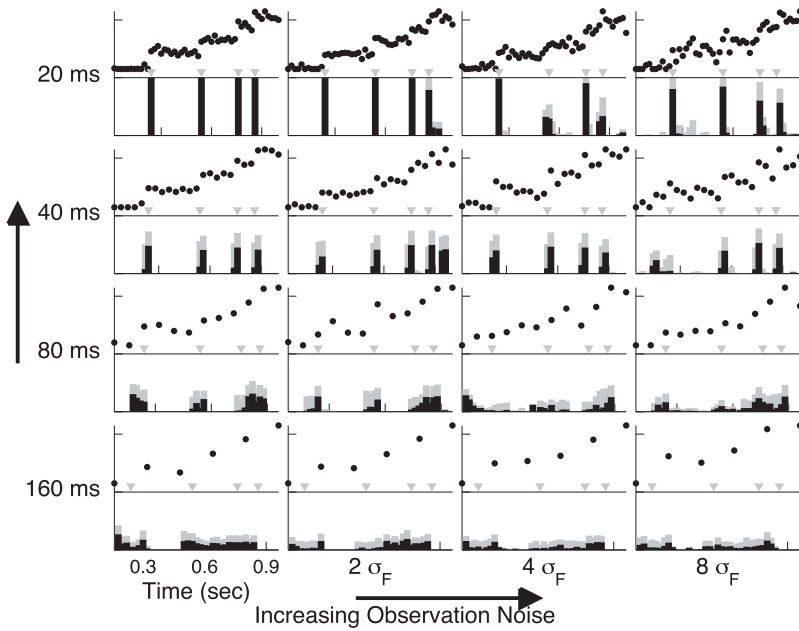 20 ms
40 ms
80 ms
160 ms
0.3 0.6 0.9
Time (sec)
2 σF
4 σF
8 σF
Increasing Observation Noise